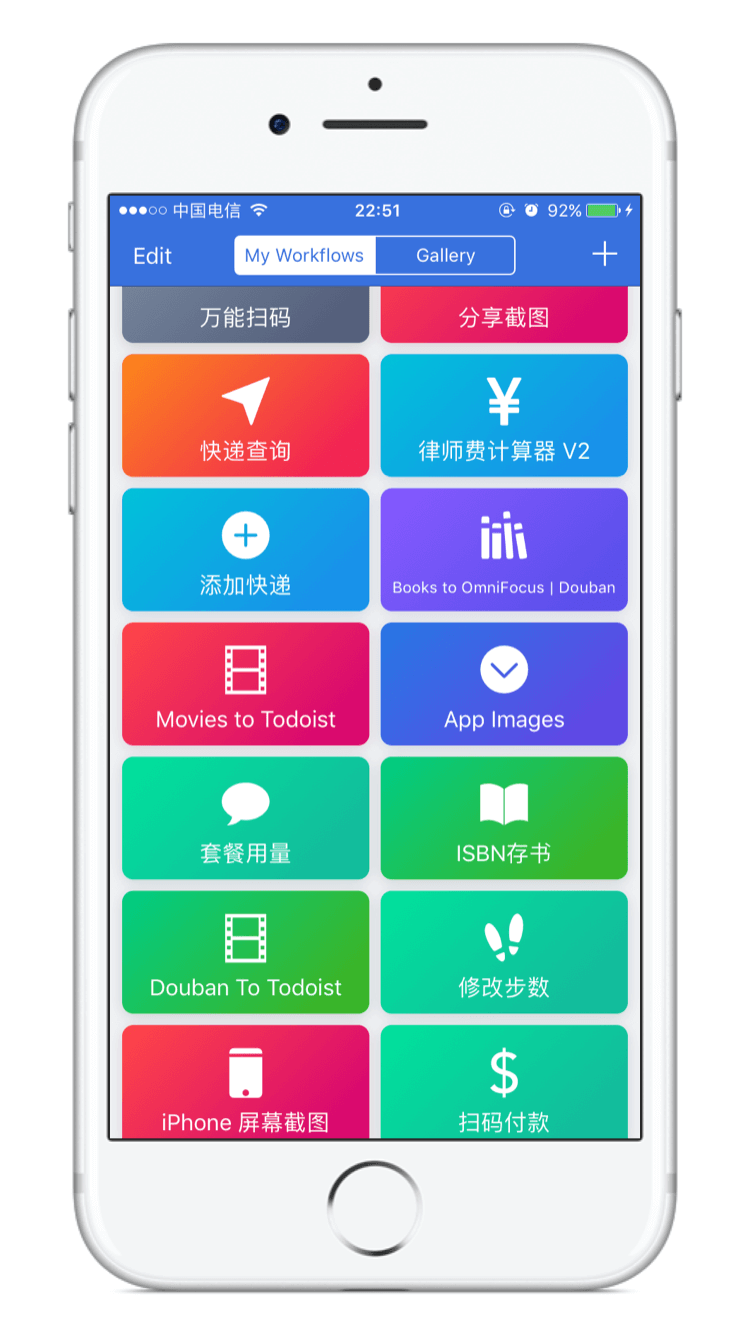 中国电信 22:51 92%
Edit My Workflows Gallery
万能扫码 分享截图
快递查询 律师费计算器 V2
添加快递 Books to OmniFocus | Douban
Movies to Todoist App Images
套餐用量 ISBN存书
Douban To Todoist 修改步数
iPhone 屏幕截图 扫码付款